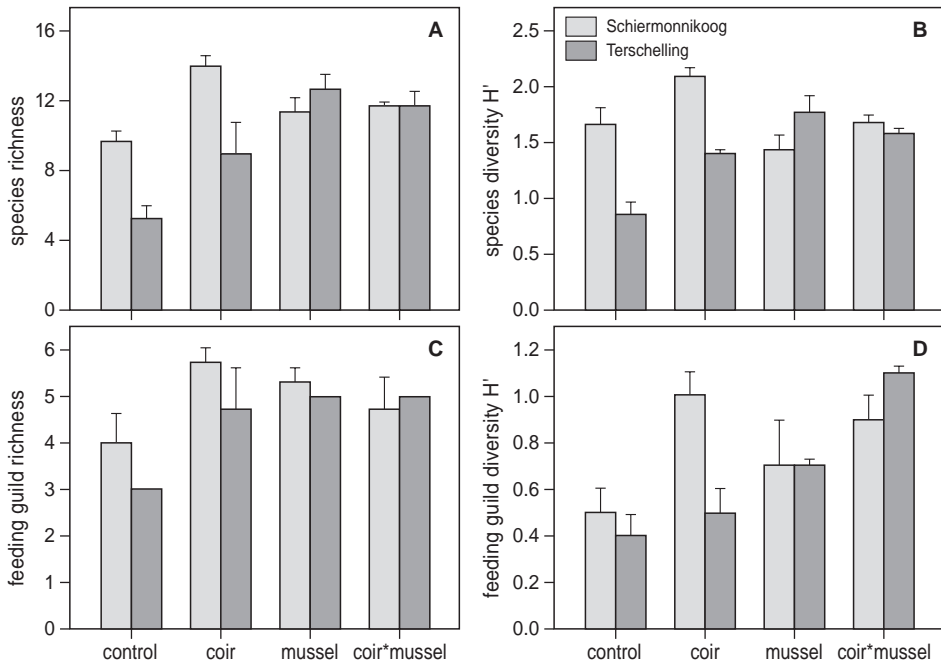 A
species richness
16
12
8
4
0
B
Schiermonnikoog
Terschelling
species diversity H'
2.5
2.0
1.5
1.0
0.5
0.0
C
feeding guild richness
6
5
4
3
2
1
0
control coir mussel coir*mussel
D
feeding guild diversity H'
1.2
1.0
0.8
0.6
0.4
0.2
0.0
control coir mussel coir*mussel